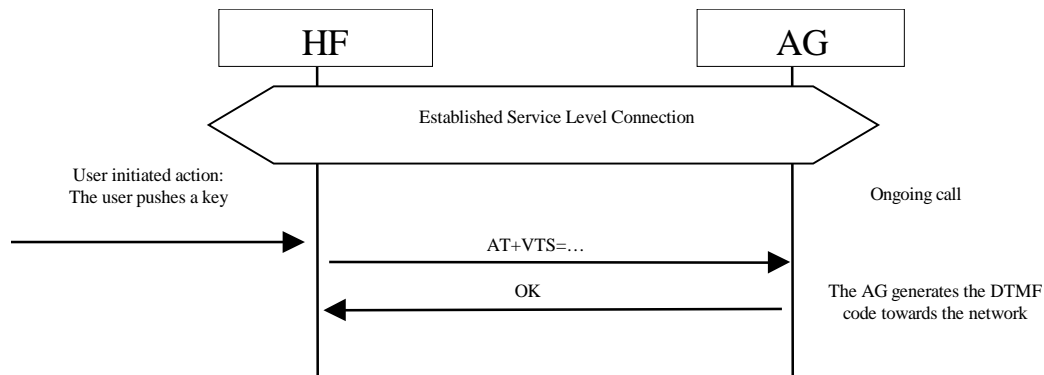 HF
AG
Established Service Level Connection
User initiated action:
The user pushes a key
Ongoing call
AT+VTS=…
OK
The AG generates the DTMF
code towards the network